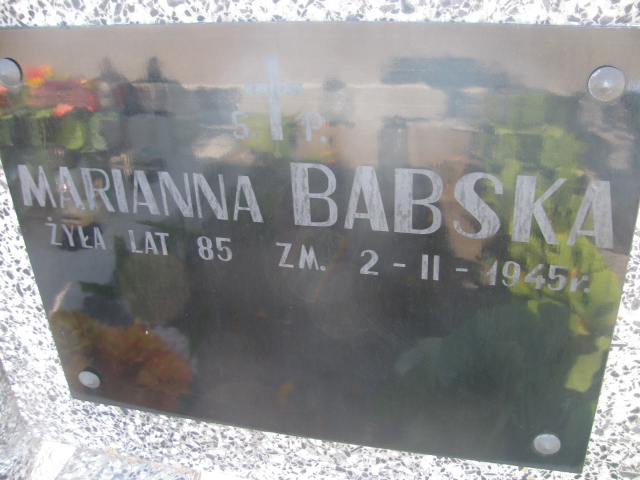 Ś. P.
MARIANNA BABSKA
ŻYŁA LAT 85 ZM. 2-II-1945r.